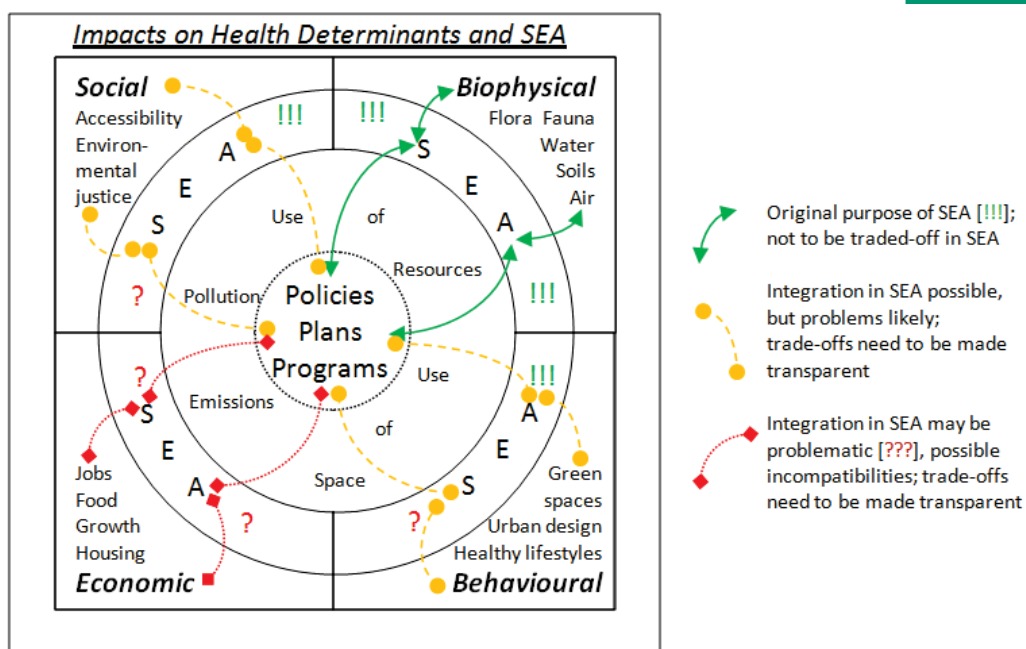 Impacts on Health Determinants and SEA
Social
Accessibility
Environ-
mental
justice
Biophysical
Flora Fauna
Water
Soils
Air
!!!
!!!
!!!
!!!
S E A
S E A
S E A
S E A
?
?
?
?
Use
of
Resources
Pollution
Emissions
Use
of
Space
Policies
Plans
Programs
Jobs
Food
Growth
Housing
Economic
Green
spaces
Urban design
Healthy lifestyles
Behavioural
Original purpose of SEA [!!!];
not to be traded-off in SEA
Integration in SEA possible,
but problems likely;
trade-offs need to be made
transparent
Integration in SEA may be
problematic [???], possible
incompatibilities; trade-offs
need to be made transparent